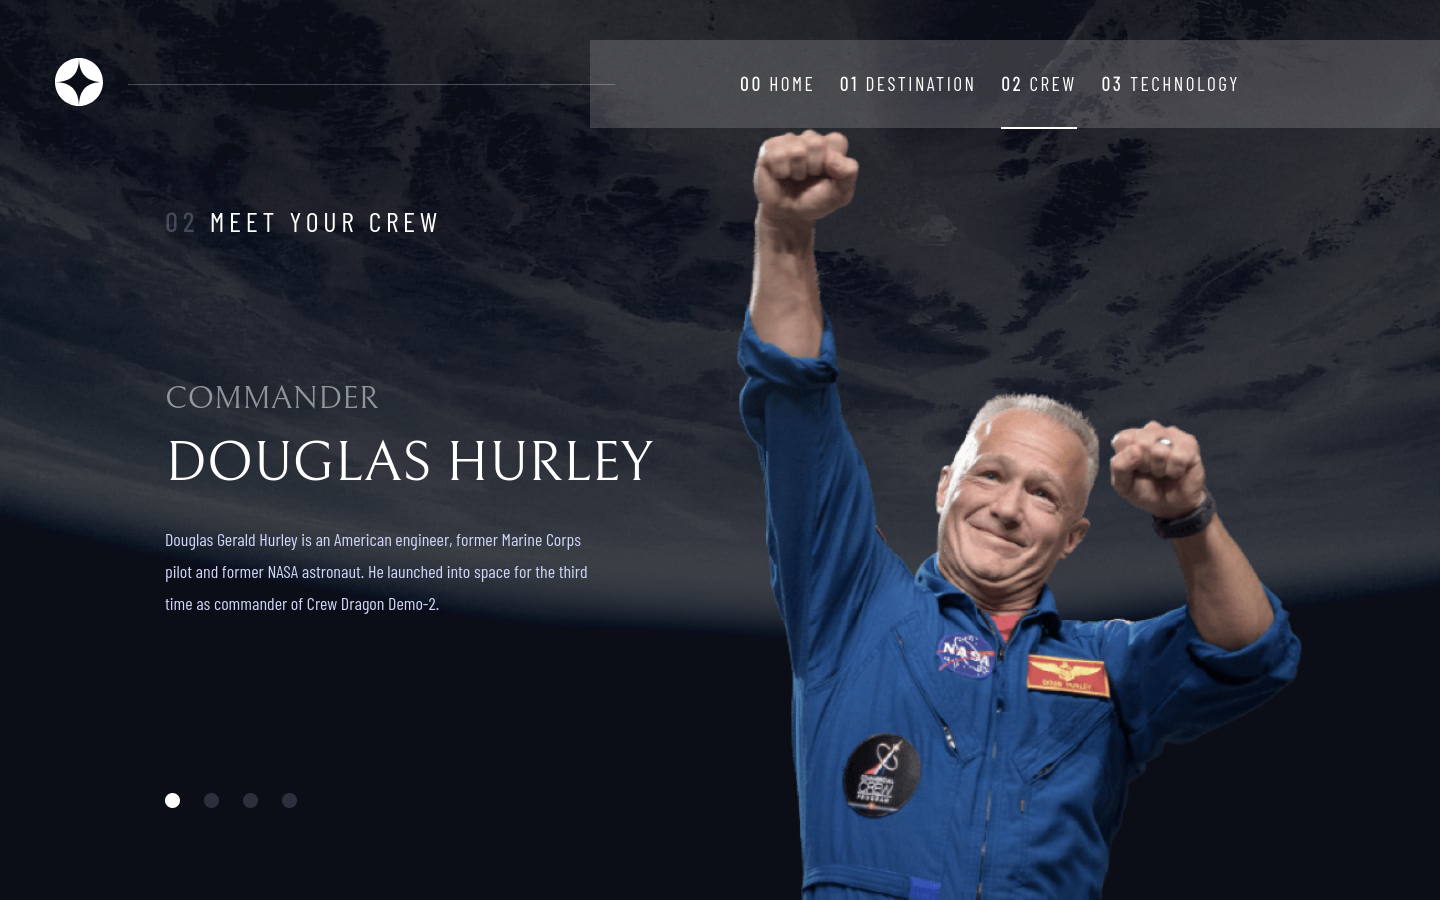 00 HOME 01 DESTINATION 02 CREW 03 TECHNOLOGY
02 MEET YOUR CREW
COMMANDER
DOUGLAS HURLEY
Douglas Gerald Hurley is an American engineer, former Marine Corps
pilot and former NASA astronaut. He launched into space for the third
time as commander of Crew Dragon Demo-2.
NASA
DOUG HURLEY
COMMERCIAL
CREW
PROGRAM